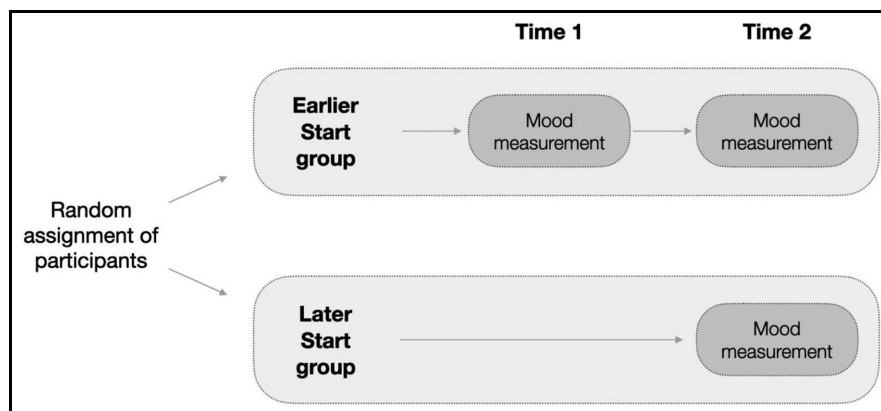 Time 1
Time 2
Earlier
Start
group
Mood
measurement
Mood
measurement
Random
assignment of
participants
Later
Start
group
Mood
measurement